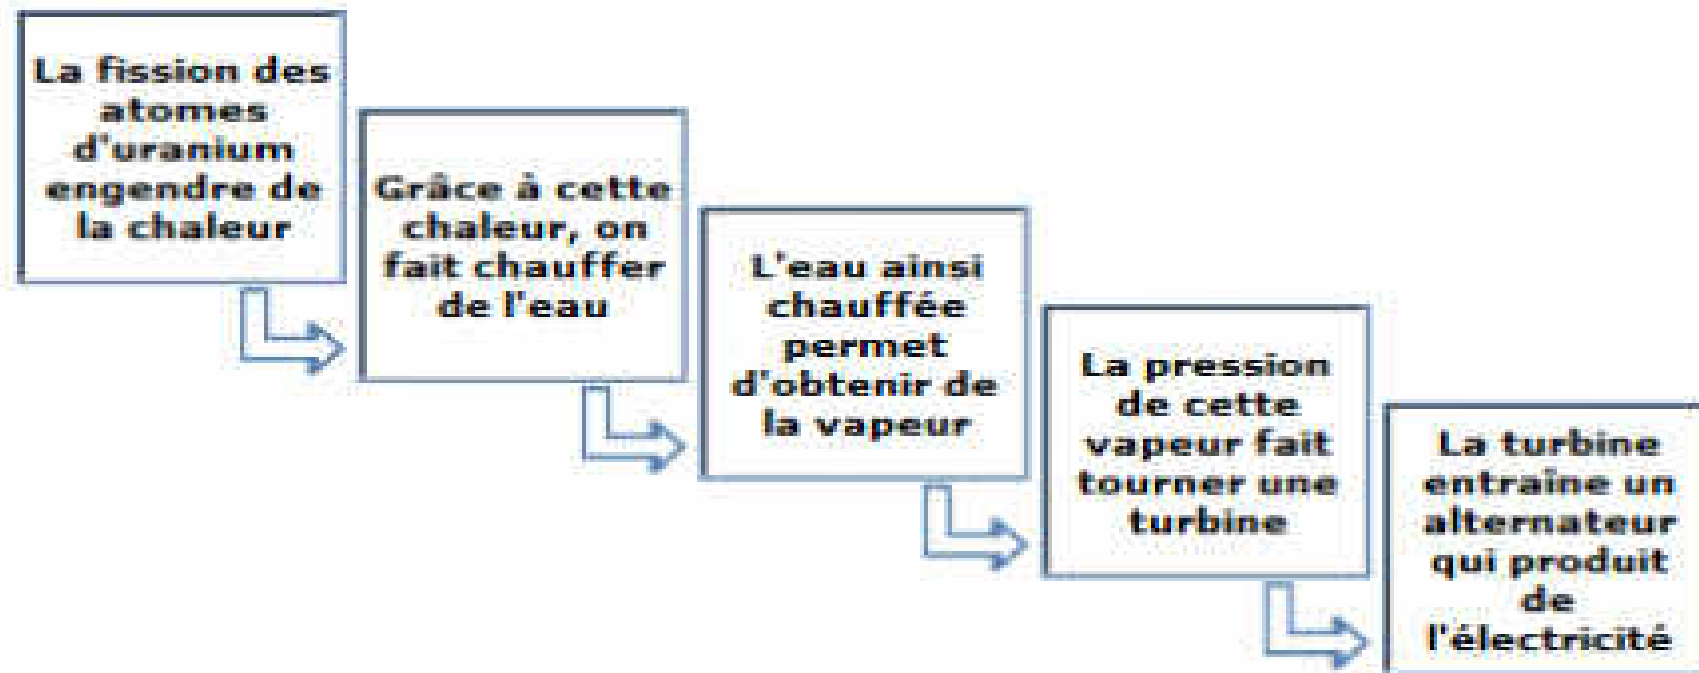 La fission des
atomes
d'uranium
engendre de
la chaleur
Grâce à cette
chaleur, on
fait chauffer
de l'eau
L'eau ainsi
chauffée
permet
d'obtenir de
la vapeur
La pression
de cette
vapeur fait
tourner une
turbine
La turbine
entraîne un
alternateur
qui produit
de
l'électricité